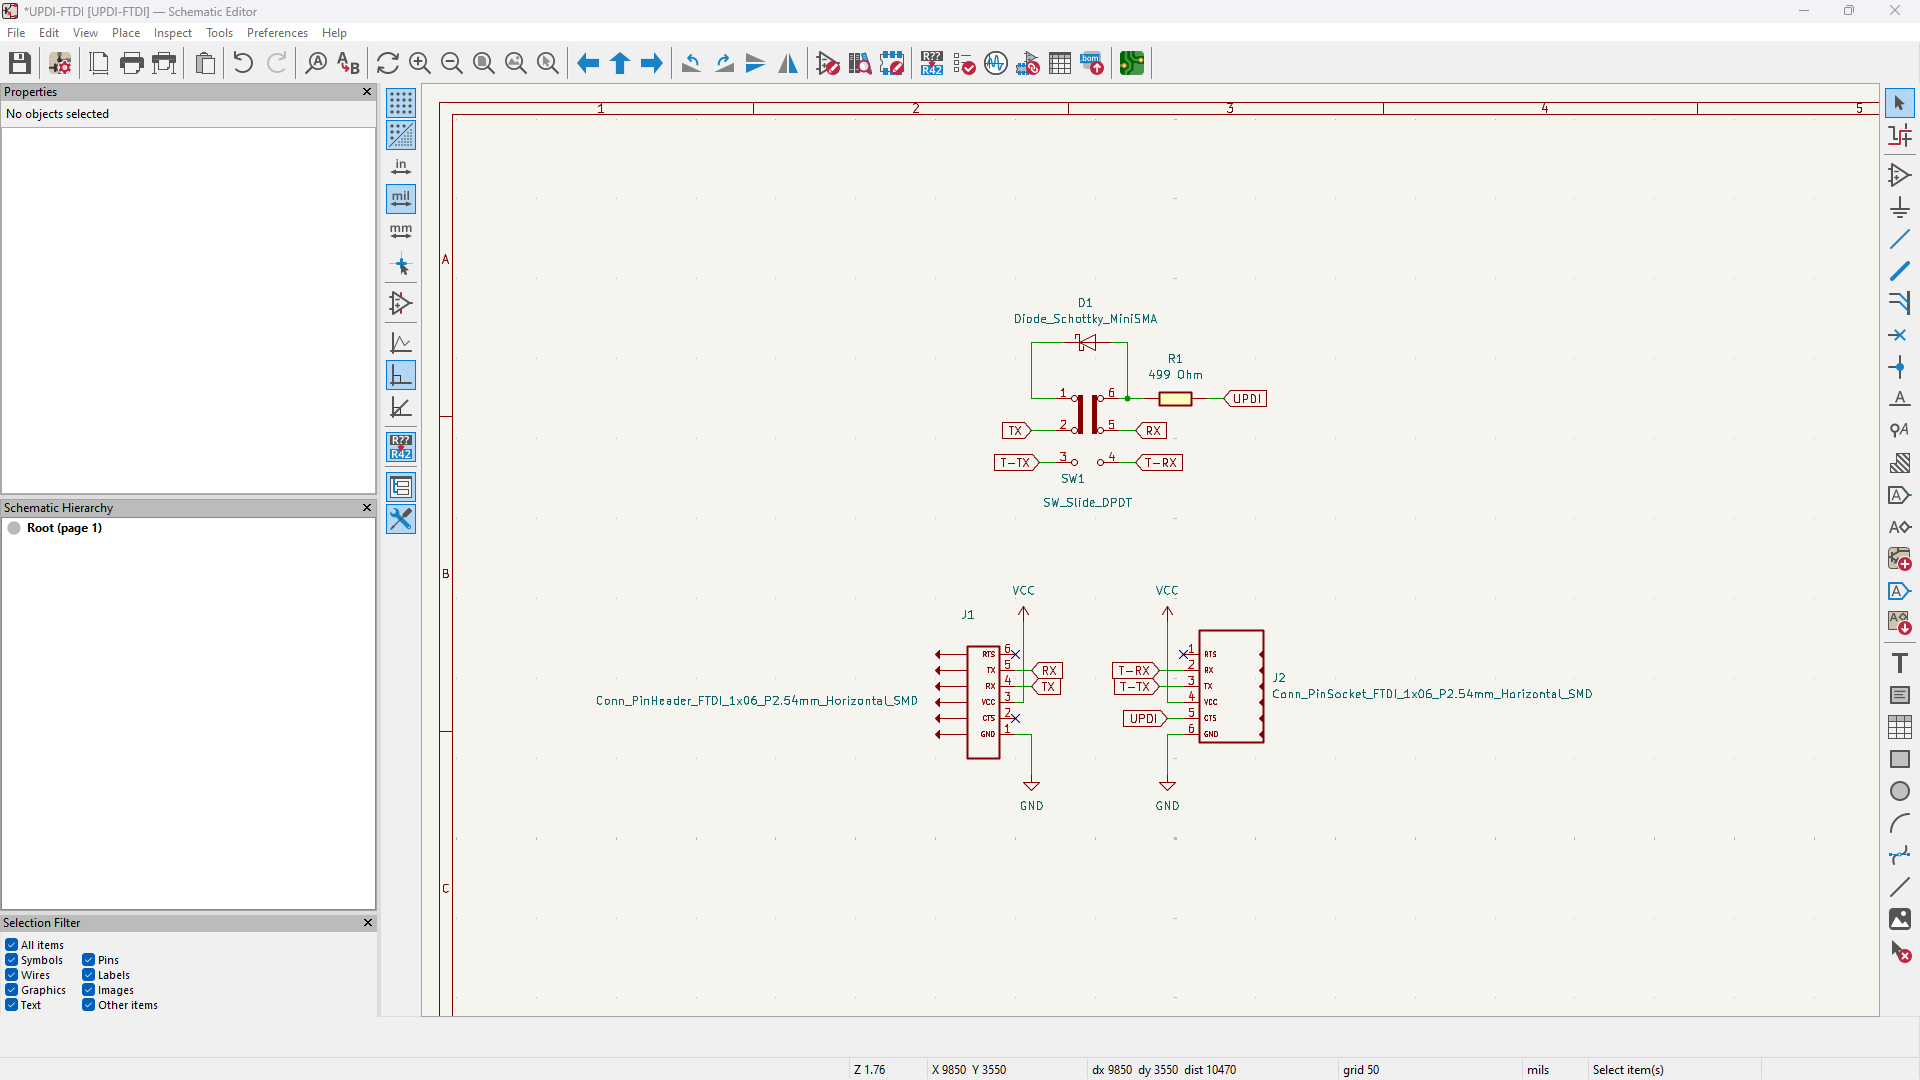 *UPDI-FTDI [UPDI-FTDI] — Schematic Editor
File Edit View Place Inspect Tools Preferences Help
Properties
No objects selected
Schematic Hierarchy
Root (page 1)
Selection Filter
All items
Symbols Pins
Wires Labels
Graphics Images
Text Other items
in
mil
mm
R??
R42
R??
R42
.bom
1 2 3 4 5
A
B
C
D1
Diode_Schottky_MiniSMA
R1
499 Ohm
1 6
UPDI
TX 2 5 RX
T-TX 3 4 T-RX
SW1
SW_Slide_DPDT
VCC VCC
J1
RTS 6
TX 5 RX
RX 4 TX
VCC 3
CTS 2
GND 1
Conn_PinHeader_FTDI_1x06_P2.54mm_Horizontal_SMD
GND
1 RTS
T-RX 2 RX
T-TX 3 TX
4 VCC
UPDI 5 CTS
6 GND
J2
Conn_PinSocket_FTDI_1x06_P2.54mm_Horizontal_SMD
GND
Z 1.76 X 9850 Y 3550 dx 9850 dy 3550 dist 10470 grid 50 mils Select item(s)